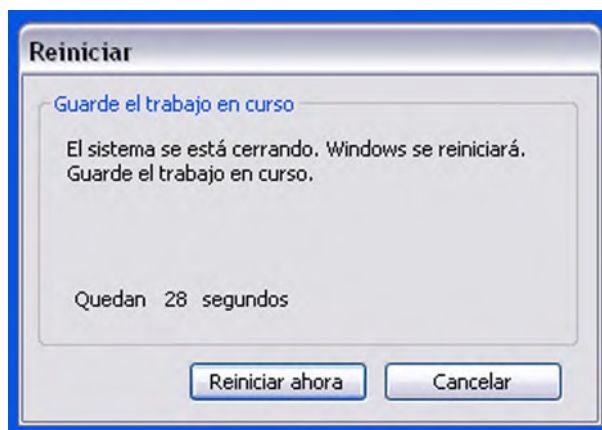 Reiniciar
Guarde el trabajo en curso
El sistema se está cerrando. Windows se reiniciará.
Guarde el trabajo en curso.
Quedan 28 segundos
Reiniciar ahora Cancelar